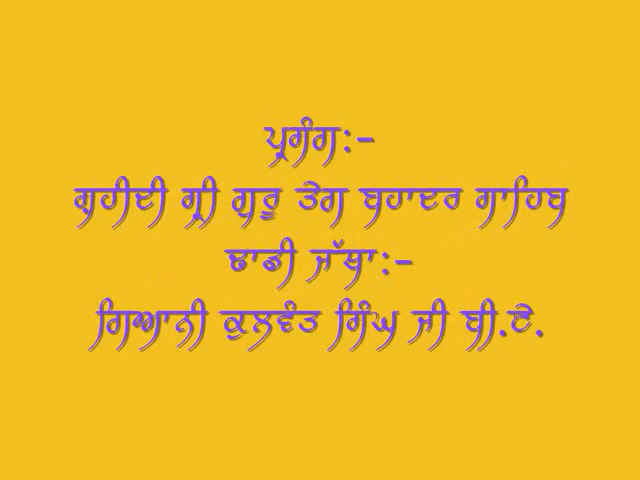 ਪ੍ਰਸੰਗ:-
ਸ਼ਹੀਦੀ ਸ੍ਰੀ ਗੁਰੂ ਤੇਗ ਬਹਾਦਰ ਸਾਹਿਬ
ਢਾਡੀ ਜੱਥਾ:-
ਗਿਆਨੀ ਕੁਲਵੰਤ ਸਿੰਘ ਜੀ ਬੀ.ਏ.